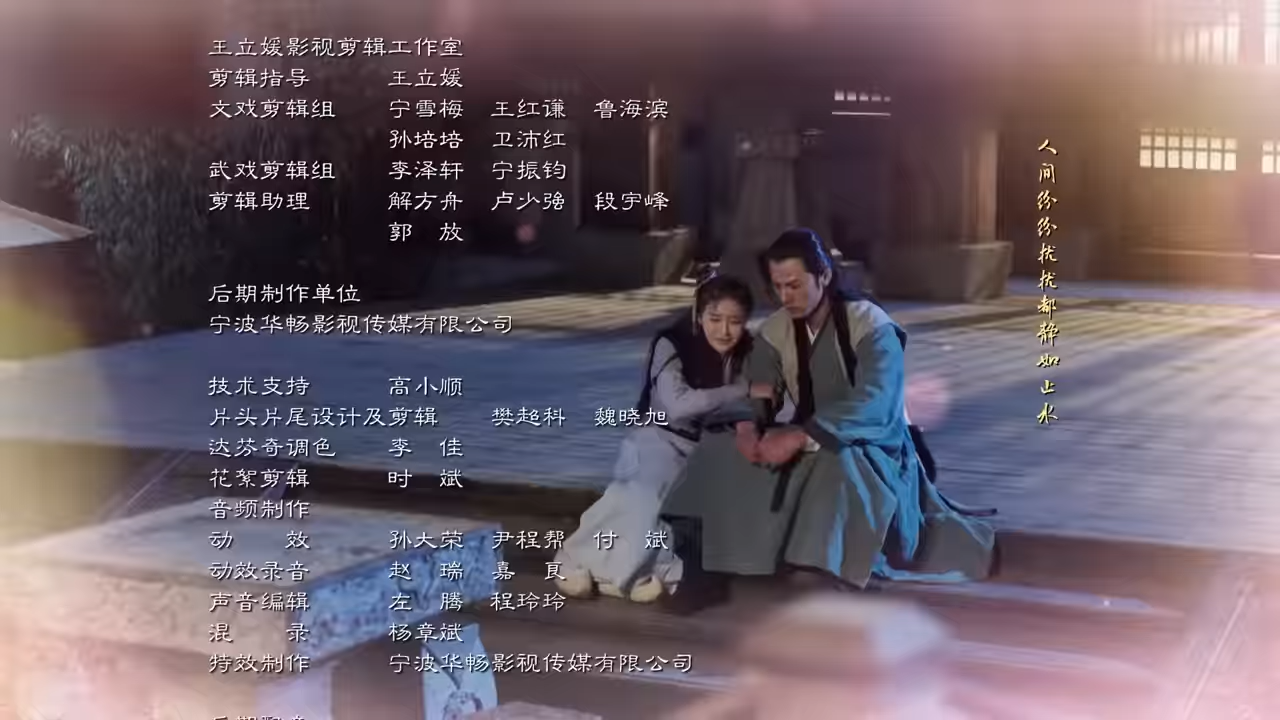 王立媛影视剪辑工作室
剪辑指导 王立媛
文戏剪辑组 宁雪梅 王红谦 鲁海滨
孙培培 卫沛红
武戏剪辑组 李泽轩 宁振钧
剪辑助理 解方舟 卢少强 段宇峰
郭 放
后期制作单位
宁波华畅影视传媒有限公司
技术支持 高小顺
片头片尾设计及剪辑 樊超科 魏晓旭
达芬奇调色 李 佳
花絮剪辑 时 斌
音频制作
动 效 孙大荣 尹程帮 付 斌
动效录音 赵 瑞 嘉 良
声音编辑 左 腾 程玲玲
混 录 杨章斌
特效制作 宁波华畅影视传媒有限公司
后期配音
人间纷纷扰扰都静如止水